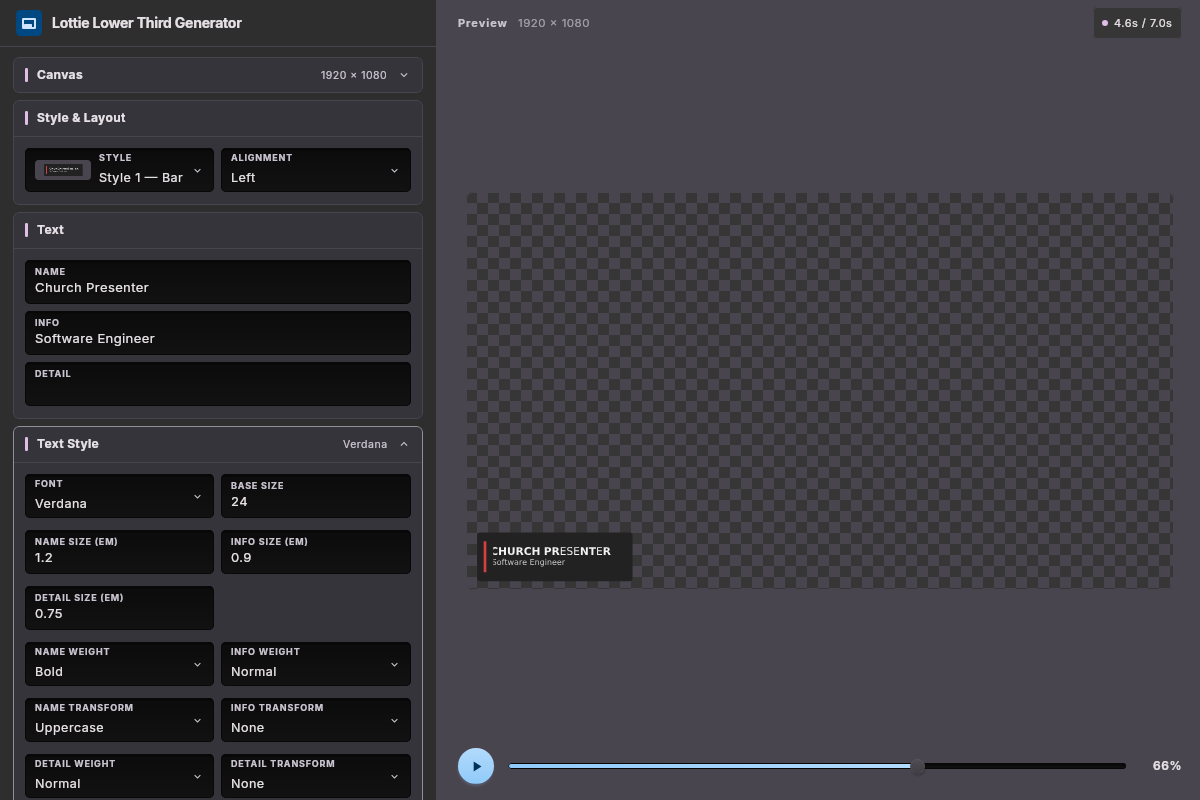 Lottie Lower Third Generator
Canvas 1920 × 1080
Style & Layout
STYLE
Style 1 — Bar
ALIGNMENT
Left
Text
NAME
Church Presenter
INFO
Software Engineer
DETAIL
Text Style Verdana
FONT
Verdana
BASE SIZE
24
NAME SIZE (EM)
1.2
INFO SIZE (EM)
0.9
DETAIL SIZE (EM)
0.75
NAME WEIGHT
Bold
INFO WEIGHT
Normal
NAME TRANSFORM
Uppercase
INFO TRANSFORM
None
DETAIL WEIGHT
Normal
DETAIL TRANSFORM
None
Preview 1920 × 1080
4.6s / 7.0s
CHURCH PRESENTER
Software Engineer
66%